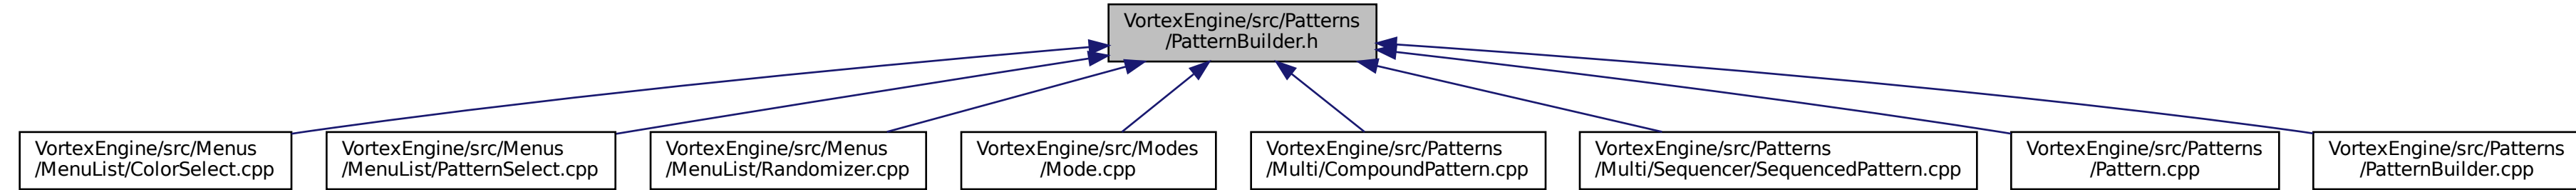 VortexEngine/src/Patterns
/PatternBuilder.h
VortexEngine/src/Menus
/MenuList/ColorSelect.cpp
VortexEngine/src/Menus
/MenuList/PatternSelect.cpp
VortexEngine/src/Menus
/MenuList/Randomizer.cpp
VortexEngine/src/Modes
/Mode.cpp
VortexEngine/src/Patterns
/Multi/CompoundPattern.cpp
VortexEngine/src/Patterns
/Multi/Sequencer/SequencedPattern.cpp
VortexEngine/src/Patterns
/Pattern.cpp
VortexEngine/src/Patterns
/PatternBuilder.cpp